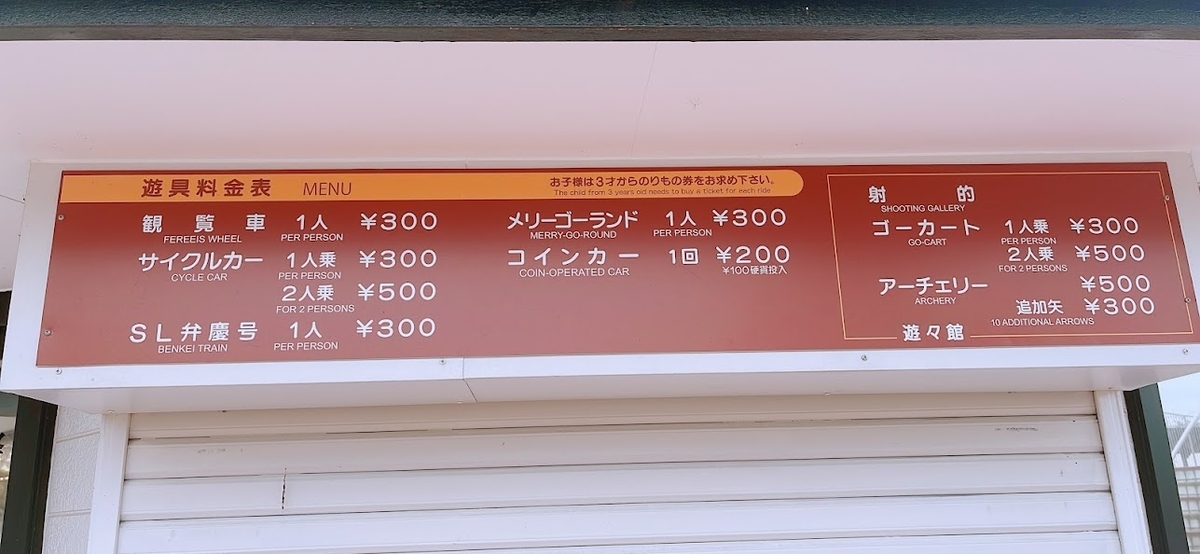 遊具料金表 MENU
お子様は3才からのりもの券をお求め下さい。
The child from 3 years old needs to buy a ticket for each ride
観覧車 1人 ¥300
FEREEIS WHEEL PER PERSON
サイクルカー 1人乗 ¥300
CYCLE CAR PER PERSON
2人乗 ¥500
FOR 2 PERSONS
SL弁慶号 1人 ¥300
BENKEI TRAIN PER PERSON
メリーゴーランド 1人 ¥300
MERRY-GO-ROUND PER PERSON
コインカー 1回 ¥200
COIN-OPERATED CAR ¥100硬貨投入
射的
SHOOTING GALLERY
ゴーカート 1人乗 ¥300
GO-CART PER PERSON
2人乗 ¥500
FOR 2 PERSONS
アーチェリー ¥500
ARCHERY
追加矢 ¥300
10 ADDITIONAL ARROWS
遊々館